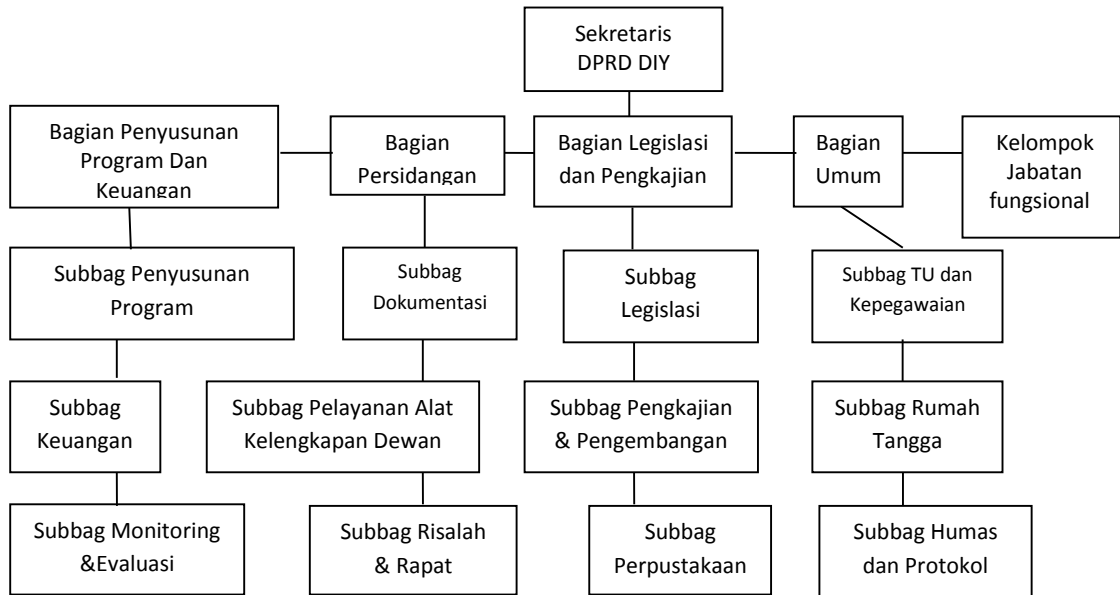 Sekretaris
DPRD DIY
Bagian Penyusunan
Program Dan
Keuangan
Bagian
Persidangan
Bagian Legislasi
dan Pengkajian
Bagian
Umum
Kelompok
Jabatan
fungsional
Subbag Penyusunan
Program
Subbag
Dokumentasi
Subbag
Legislasi
Subbag TU dan
Kepegawaian
Subbag
Keuangan
Subbag Pelayanan Alat
Kelengkapan Dewan
Subbag Pengkajian
& Pengembangan
Subbag Rumah
Tangga
Subbag Monitoring
&Evaluasi
Subbag Risalah
& Rapat
Subbag
Perpustakaan
Subbag Humas
dan Protokol